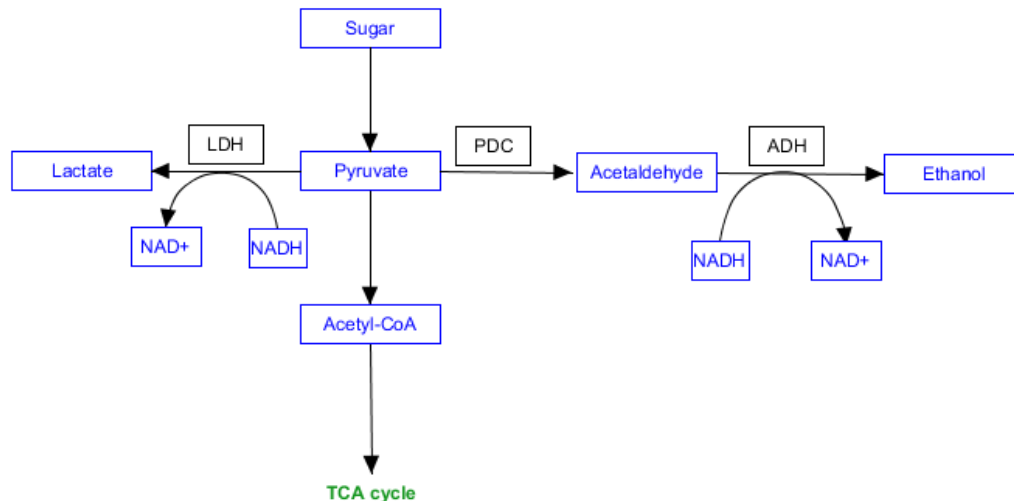 Sugar
LDH
PDC
ADH
Lactate
Pyruvate
Acetaldehyde
Ethanol
NAD+
NADH
NADH
NAD+
Acetyl-CoA
TCA cycle